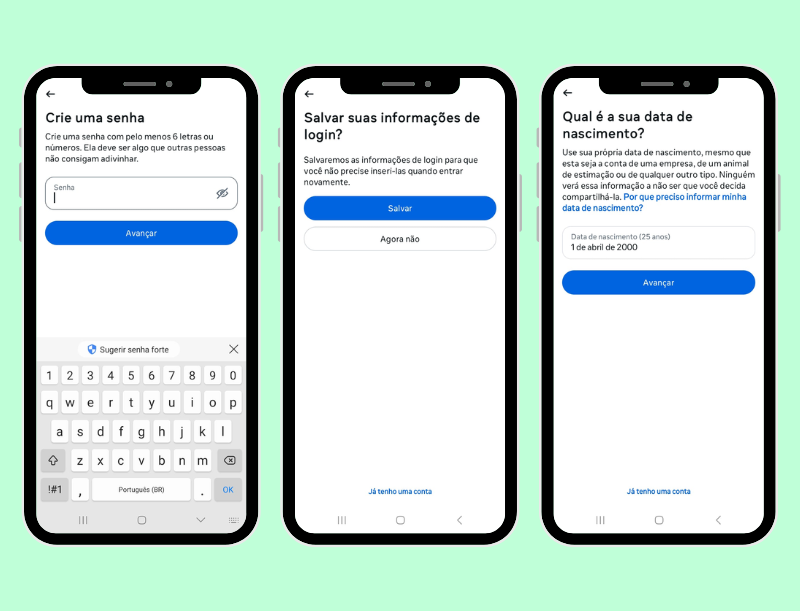 Crie uma senha
Crie uma senha com pelo menos 6 letras ou
números. Ela deve ser algo que outras pessoas
não consigam adivinhar.
Senha
Avançar
Sugerir senha forte
1 2 3 4 5 6 7 8 9 0
q w e r t y u i o p
a s d f g h j k l
z x c v b n m
!#1 , Português (BR) . OK
Salvar suas informações de
login?
Salvaremos as informações de login para que
você não precise inseri-las quando entrar
novamente.
Salvar
Agora não
Já tenho uma conta
Qual é a sua data de
nascimento?
Use sua própria data de nascimento, mesmo que
esta seja a conta de uma empresa, de um animal
de estimação ou de qualquer outro tipo. Ninguém
verá essa informação a não ser que você decida
compartilhá-la. Por que preciso informar minha
data de nascimento?
Data de nascimento (25 anos)
1 de abril de 2000
Avançar
Já tenho uma conta